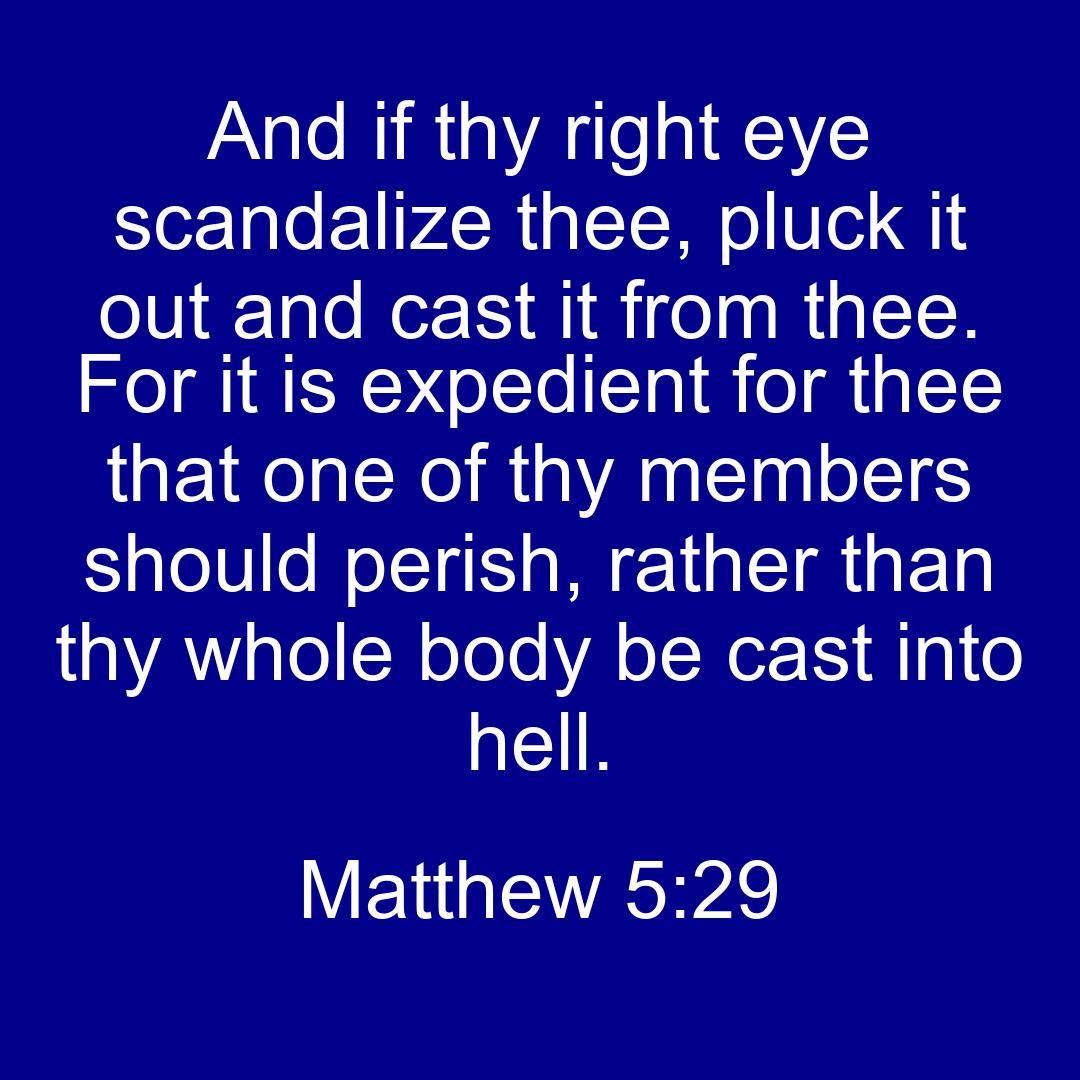 And if thy right eye
scandalize thee, pluck it
out and cast it from thee.
For it is expedient for thee
that one of thy members
should perish, rather than
thy whole body be cast into
hell.
Matthew 5:29